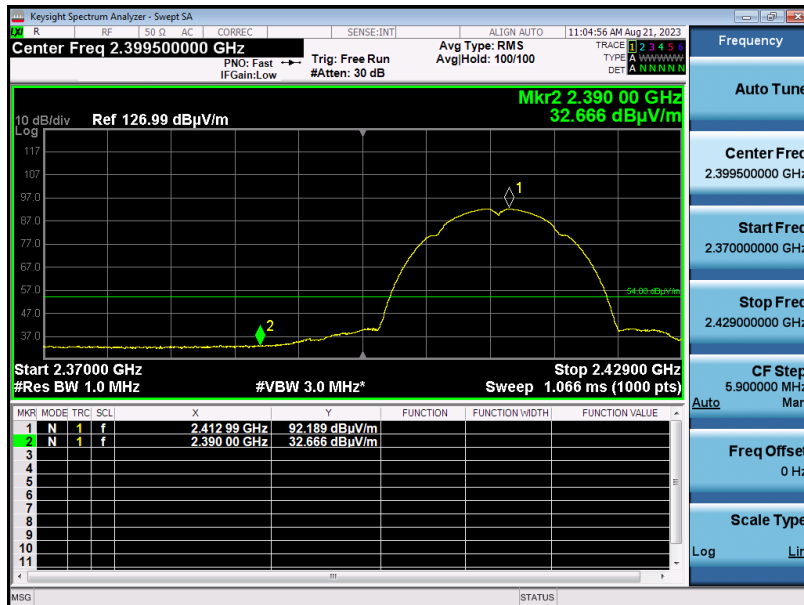 Keysight Spectrum Analyzer - Swept SA
LXI R RF 50 Ω AC CORREC SENSE:INT ALIGN AUTO 11:04:56 AM Aug 21, 2023
Center Freq 2.399500000 GHz
PNO: Fast
IFGain:Low
Trig: Free Run
#Atten: 30 dB
Avg Type: RMS
Avg|Hold: 100/100
TRACE 1 2 3 4 5 6
TYPE A W W W W W
DET A N N N N N
Mkr2 2.390 00 GHz
32.666 dBµV/m
10 dB/div Ref 126.99 dBµV/m
Log
117
107
97.0
87.0
77.0
67.0
57.0
47.0
37.0
1
54.00 dBµV/m
2
Start 2.37000 GHz Stop 2.42900 GHz
#Res BW 1.0 MHz #VBW 3.0 MHz* Sweep 1.066 ms (1000 pts)
MKR MODE TRC SCL X Y FUNCTION FUNCTION WIDTH FUNCTION VALUE
1 N 1 f 2.412 99 GHz 92.189 dBµV/m
2 N 1 f 2.390 00 GHz 32.666 dBµV/m
3
4
5
6
7
8
9
10
11
MSG STATUS
Frequency
Auto Tune
Center Freq
2.399500000 GHz
Start Freq
2.370000000 GHz
Stop Freq
2.429000000 GHz
CF Step
5.900000 MHz
Auto Man
Freq Offset
0 Hz
Scale Type
Log Lin